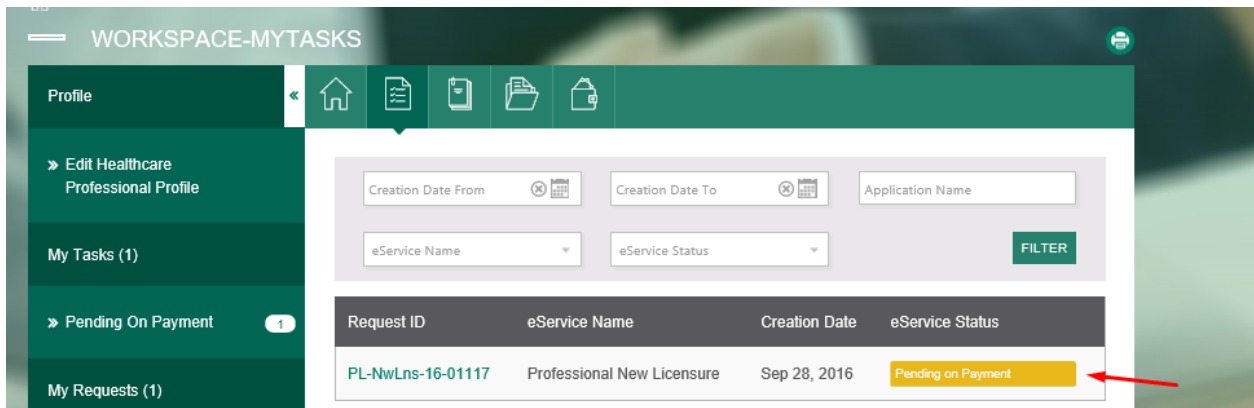 WORKSPACE-MYTASKS
Profile
«
» Edit Healthcare
Professional Profile
My Tasks (1)
» Pending On Payment 1
My Requests (1)
Creation Date From
Creation Date To
Application Name
eService Name
eService Status
FILTER
Request ID eService Name Creation Date eService Status
PL-NwLns-16-01117 Professional New Licensure Sep 28, 2016 Pending on Payment